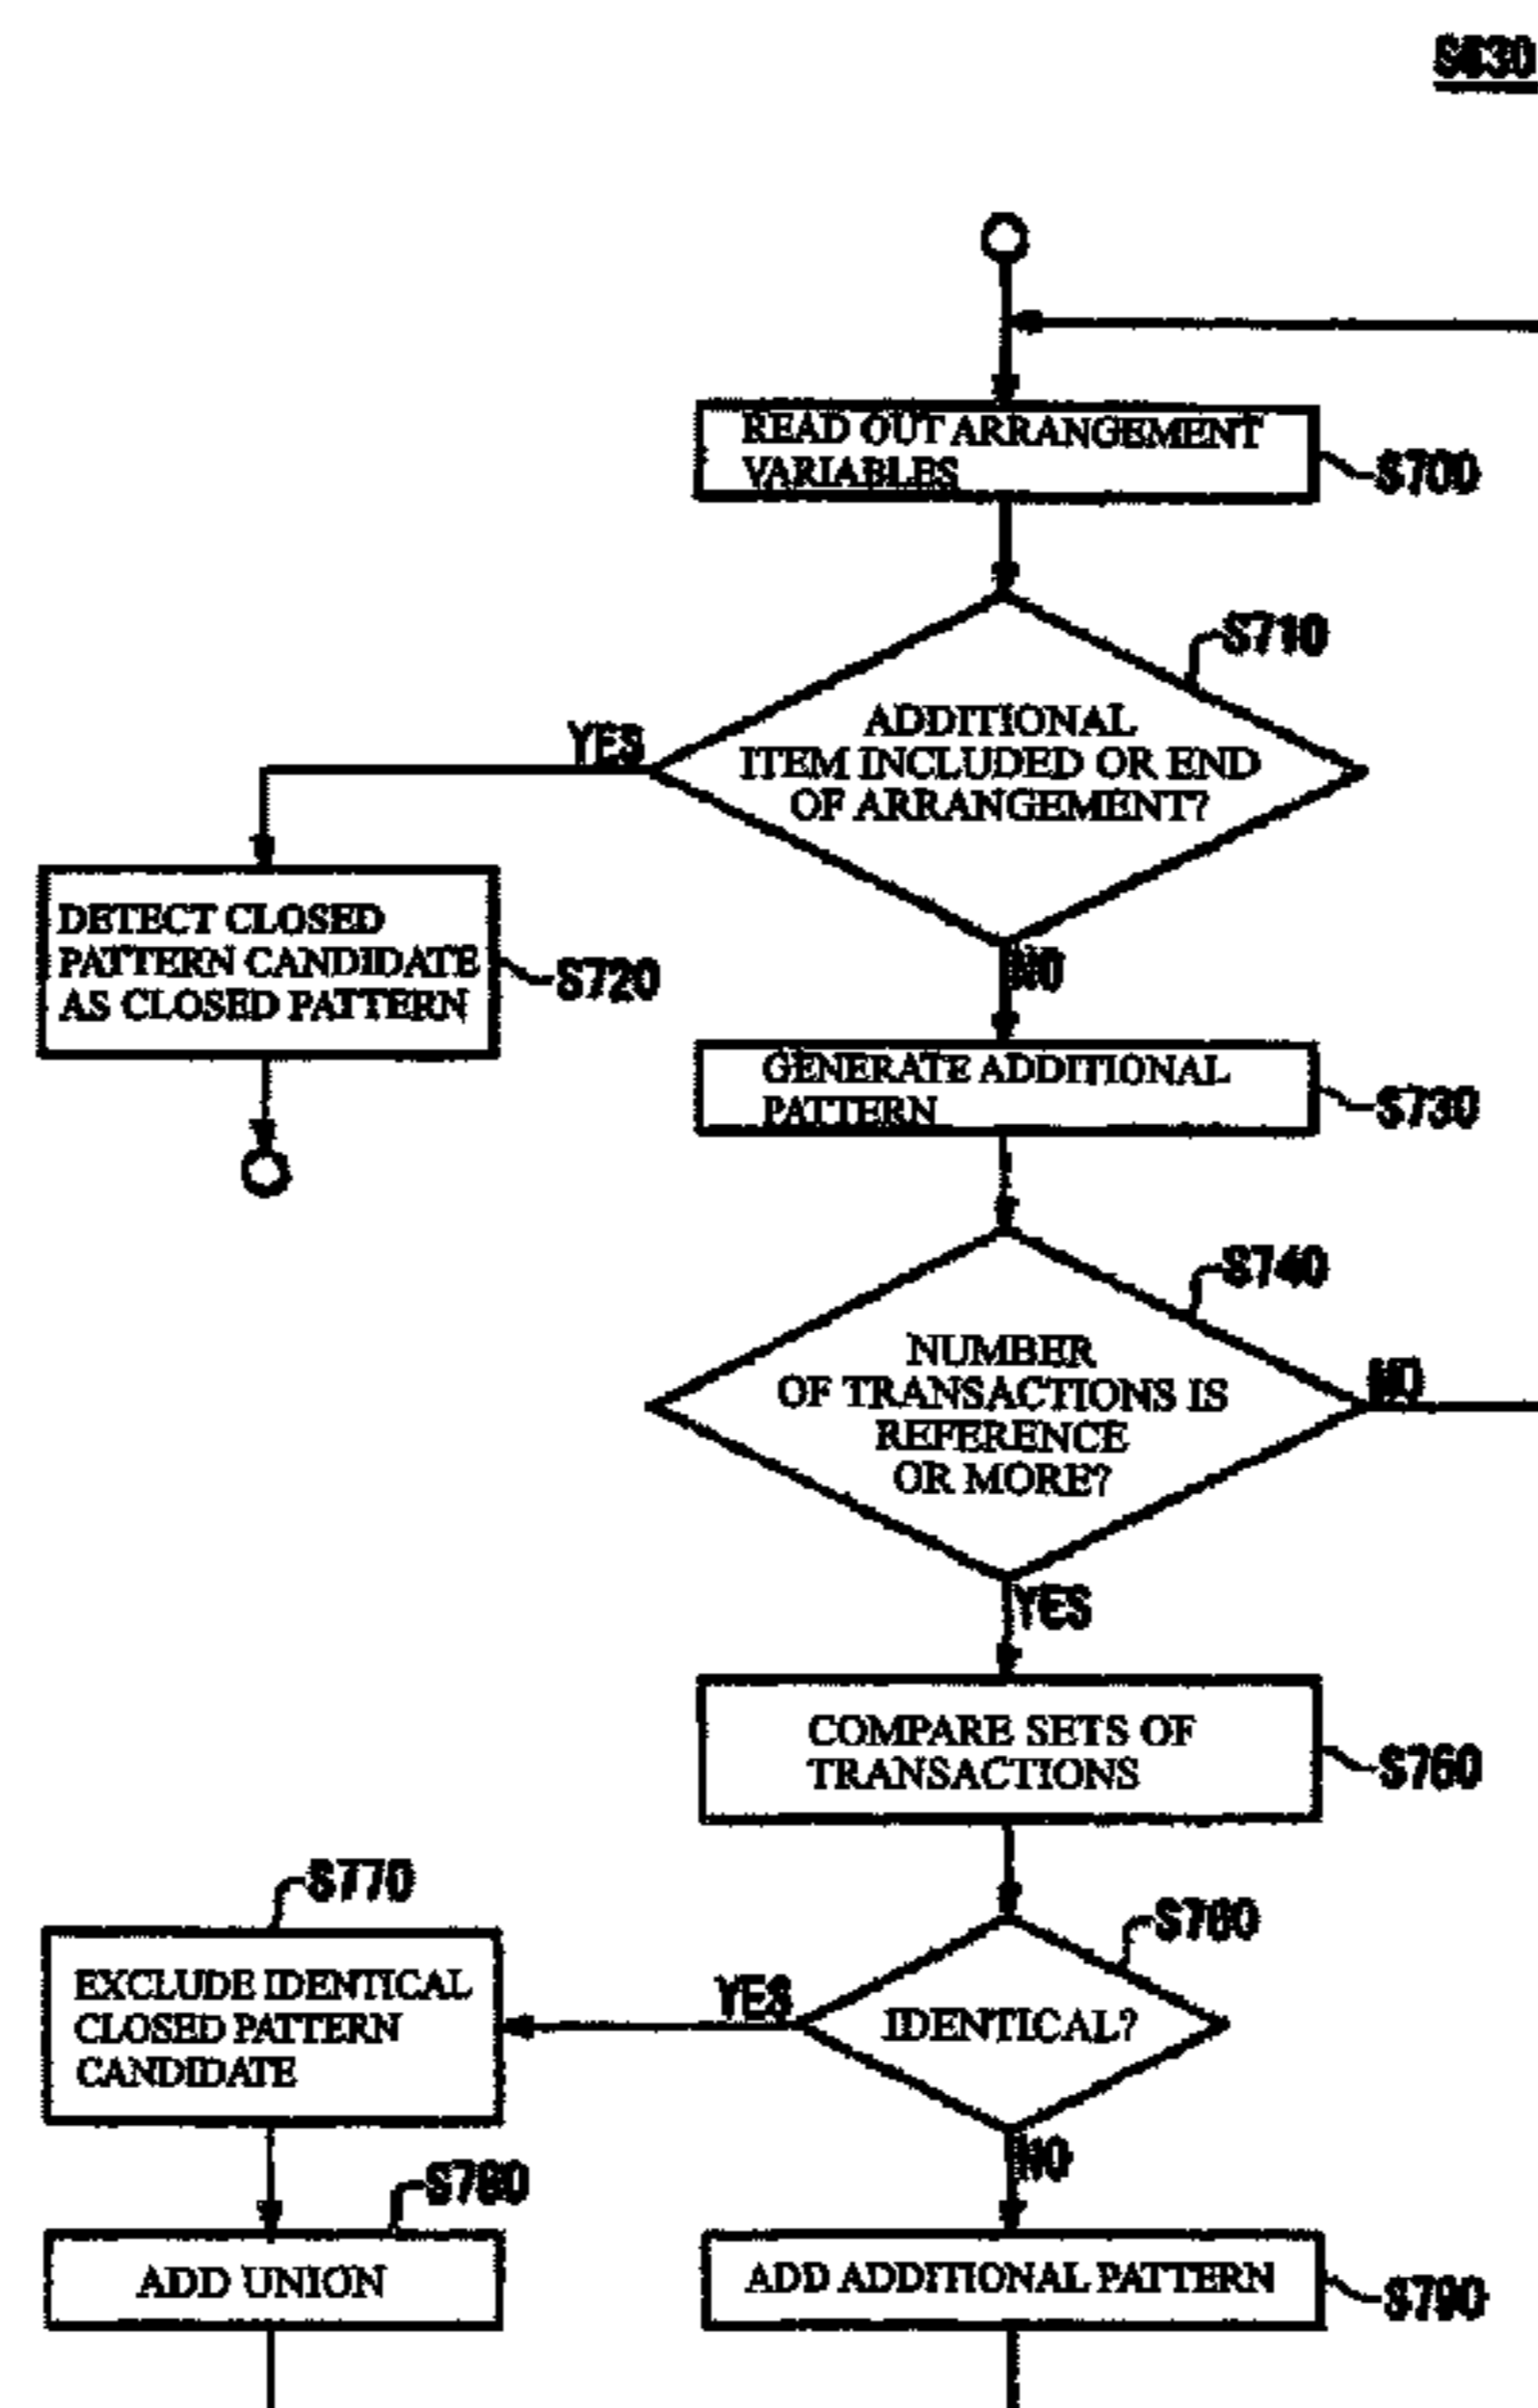 S630
READ OUT ARRANGEMENT
VARIABLES
S700
S710
ADDITIONAL
ITEM INCLUDED OR END
OF ARRANGEMENT?
YES
DETECT CLOSED
PATTERN CANDIDATE
AS CLOSED PATTERN
S720
NO
GENERATE ADDITIONAL
PATTERN
S730
S740
NUMBER
OF TRANSACTIONS IS
REFERENCE
OR MORE?
NO
YES
COMPARE SETS OF
TRANSACTIONS
S760
S770
EXCLUDE IDENTICAL
CLOSED PATTERN
CANDIDATE
YES
IDENTICAL?
NO
ADD UNION
ADD ADDITIONAL PATTERN
S790